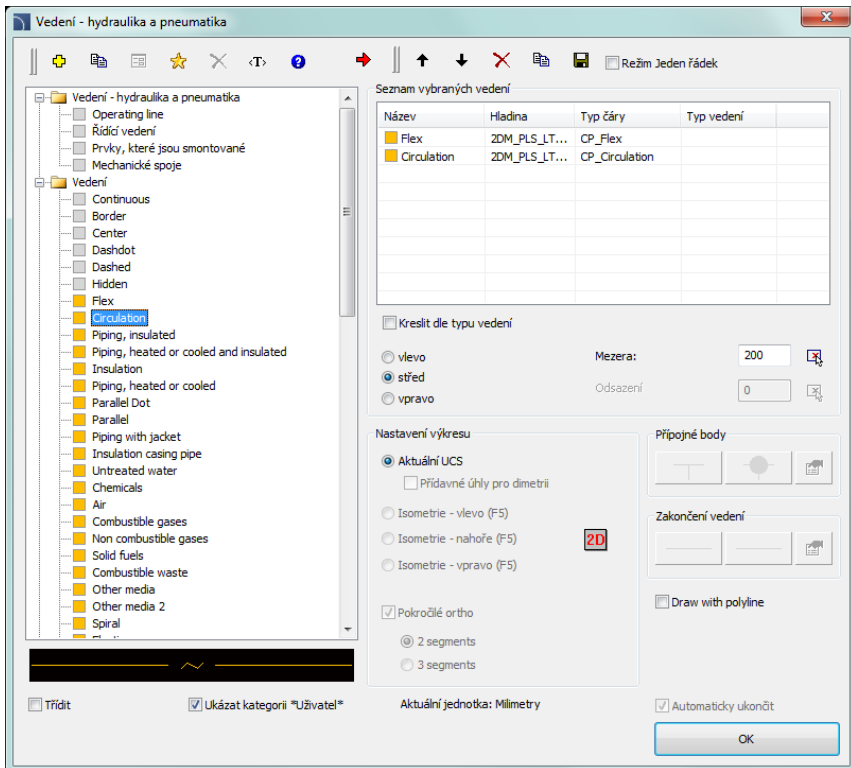 Vedení - hydraulika a pneumatika
‹T›
Režim Jeden řádek
Vedení - hydraulika a pneumatika
Operating line
Řídící vedení
Prvky, které jsou smontované
Mechanické spoje
Vedení
Continuous
Border
Center
Dashdot
Dashed
Hidden
Flex
Circulation
Piping, insulated
Piping, heated or cooled and insulated
Insulation
Piping, heated or cooled
Parallel Dot
Parallel
Piping with jacket
Insulation casing pipe
Untreated water
Chemicals
Air
Combustible gases
Non combustible gases
Solid fuels
Combustible waste
Other media
Other media 2
Spiral
Třídit
Ukázat kategorii *Uživatel*
Seznam vybraných vedení
Název Hladina Typ čáry Typ vedení
Flex 2DM_PLS_LT... CP_Flex
Circulation 2DM_PLS_LT... CP_Circulation
Kreslit dle typu vedení
vlevo
střed
vpravo
Mezera: 200
Odsazení 0
Nastavení výkresu
Aktuální UCS
Přídavné úhly pro dimetrii
Isometrie - vlevo (F5)
Isometrie - nahoře (F5)
Isometrie - vpravo (F5)
2D
Pokročilé ortho
2 segments
3 segments
Přípojné body
Zakončení vedení
Draw with polyline
Aktuální jednotka: Milimetry
Automaticky ukončit
OK